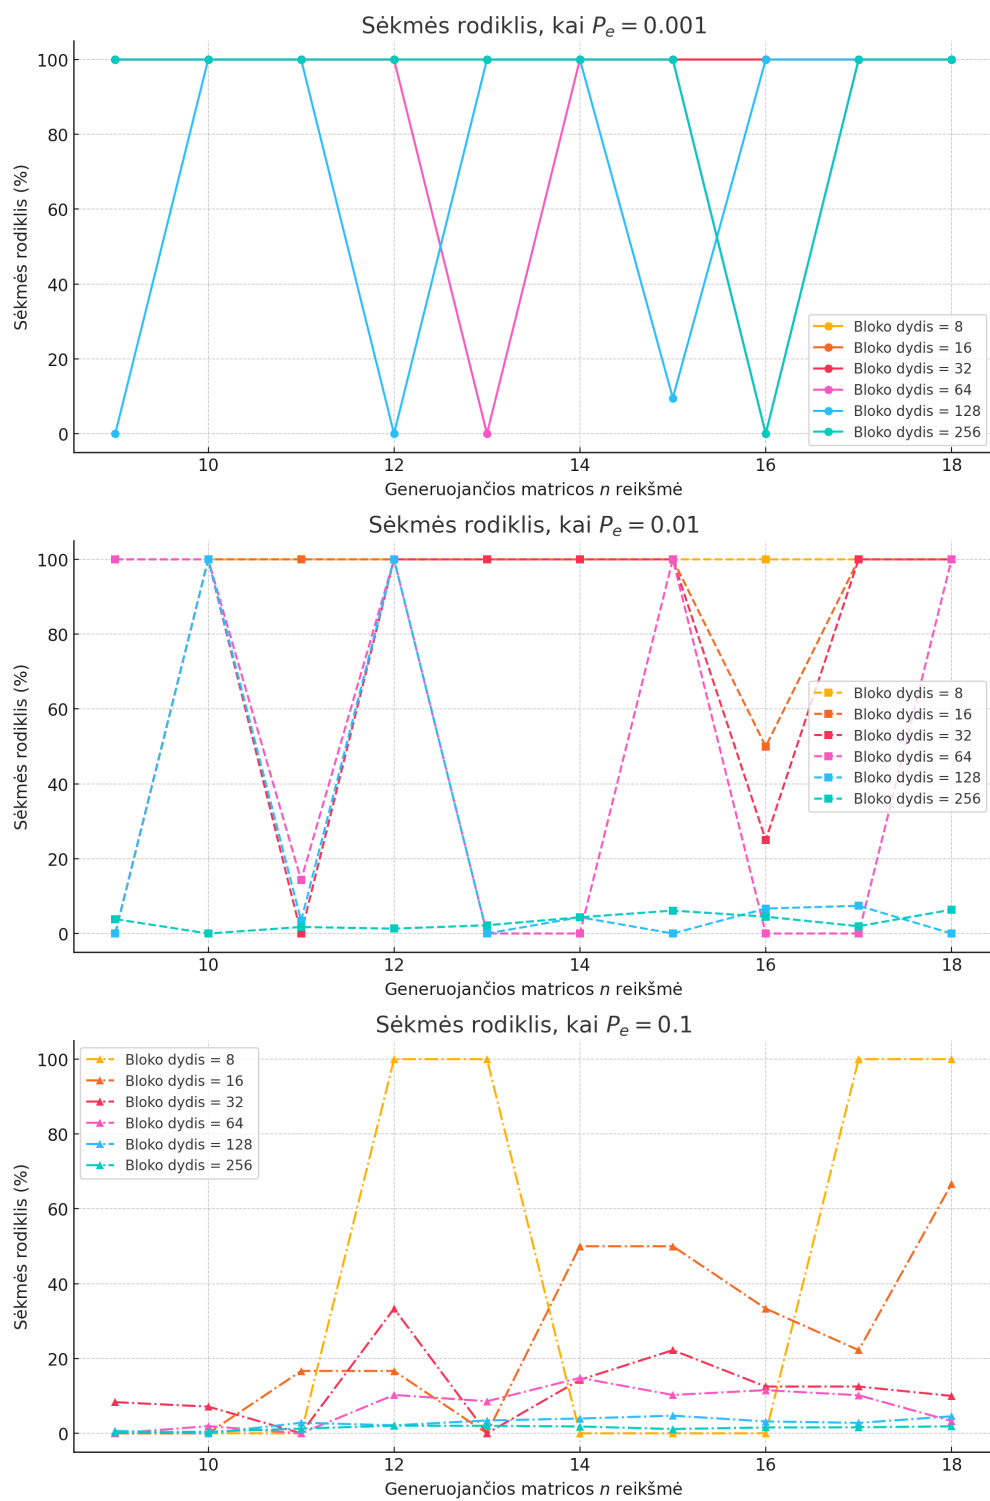 Sėkmės rodiklis, kai Pₑ = 0.001
Sėkmės rodiklis (%)
100
80
60
40
20
0
Bloko dydis = 8
Bloko dydis = 16
Bloko dydis = 32
Bloko dydis = 64
Bloko dydis = 128
Bloko dydis = 256
10 12 14 16 18
Generuojančios matricos n reikšmė
Sėkmės rodiklis, kai Pₑ = 0.01
Sėkmės rodiklis (%)
100
80
60
40
20
0
Bloko dydis = 8
Bloko dydis = 16
Bloko dydis = 32
Bloko dydis = 64
Bloko dydis = 128
Bloko dydis = 256
10 12 14 16 18
Generuojančios matricos n reikšmė
Sėkmės rodiklis, kai Pₑ = 0.1
Sėkmės rodiklis (%)
100
80
60
40
20
0
Bloko dydis = 8
Bloko dydis = 16
Bloko dydis = 32
Bloko dydis = 64
Bloko dydis = 128
Bloko dydis = 256
10 12 14 16 18
Generuojančios matricos n reikšmė